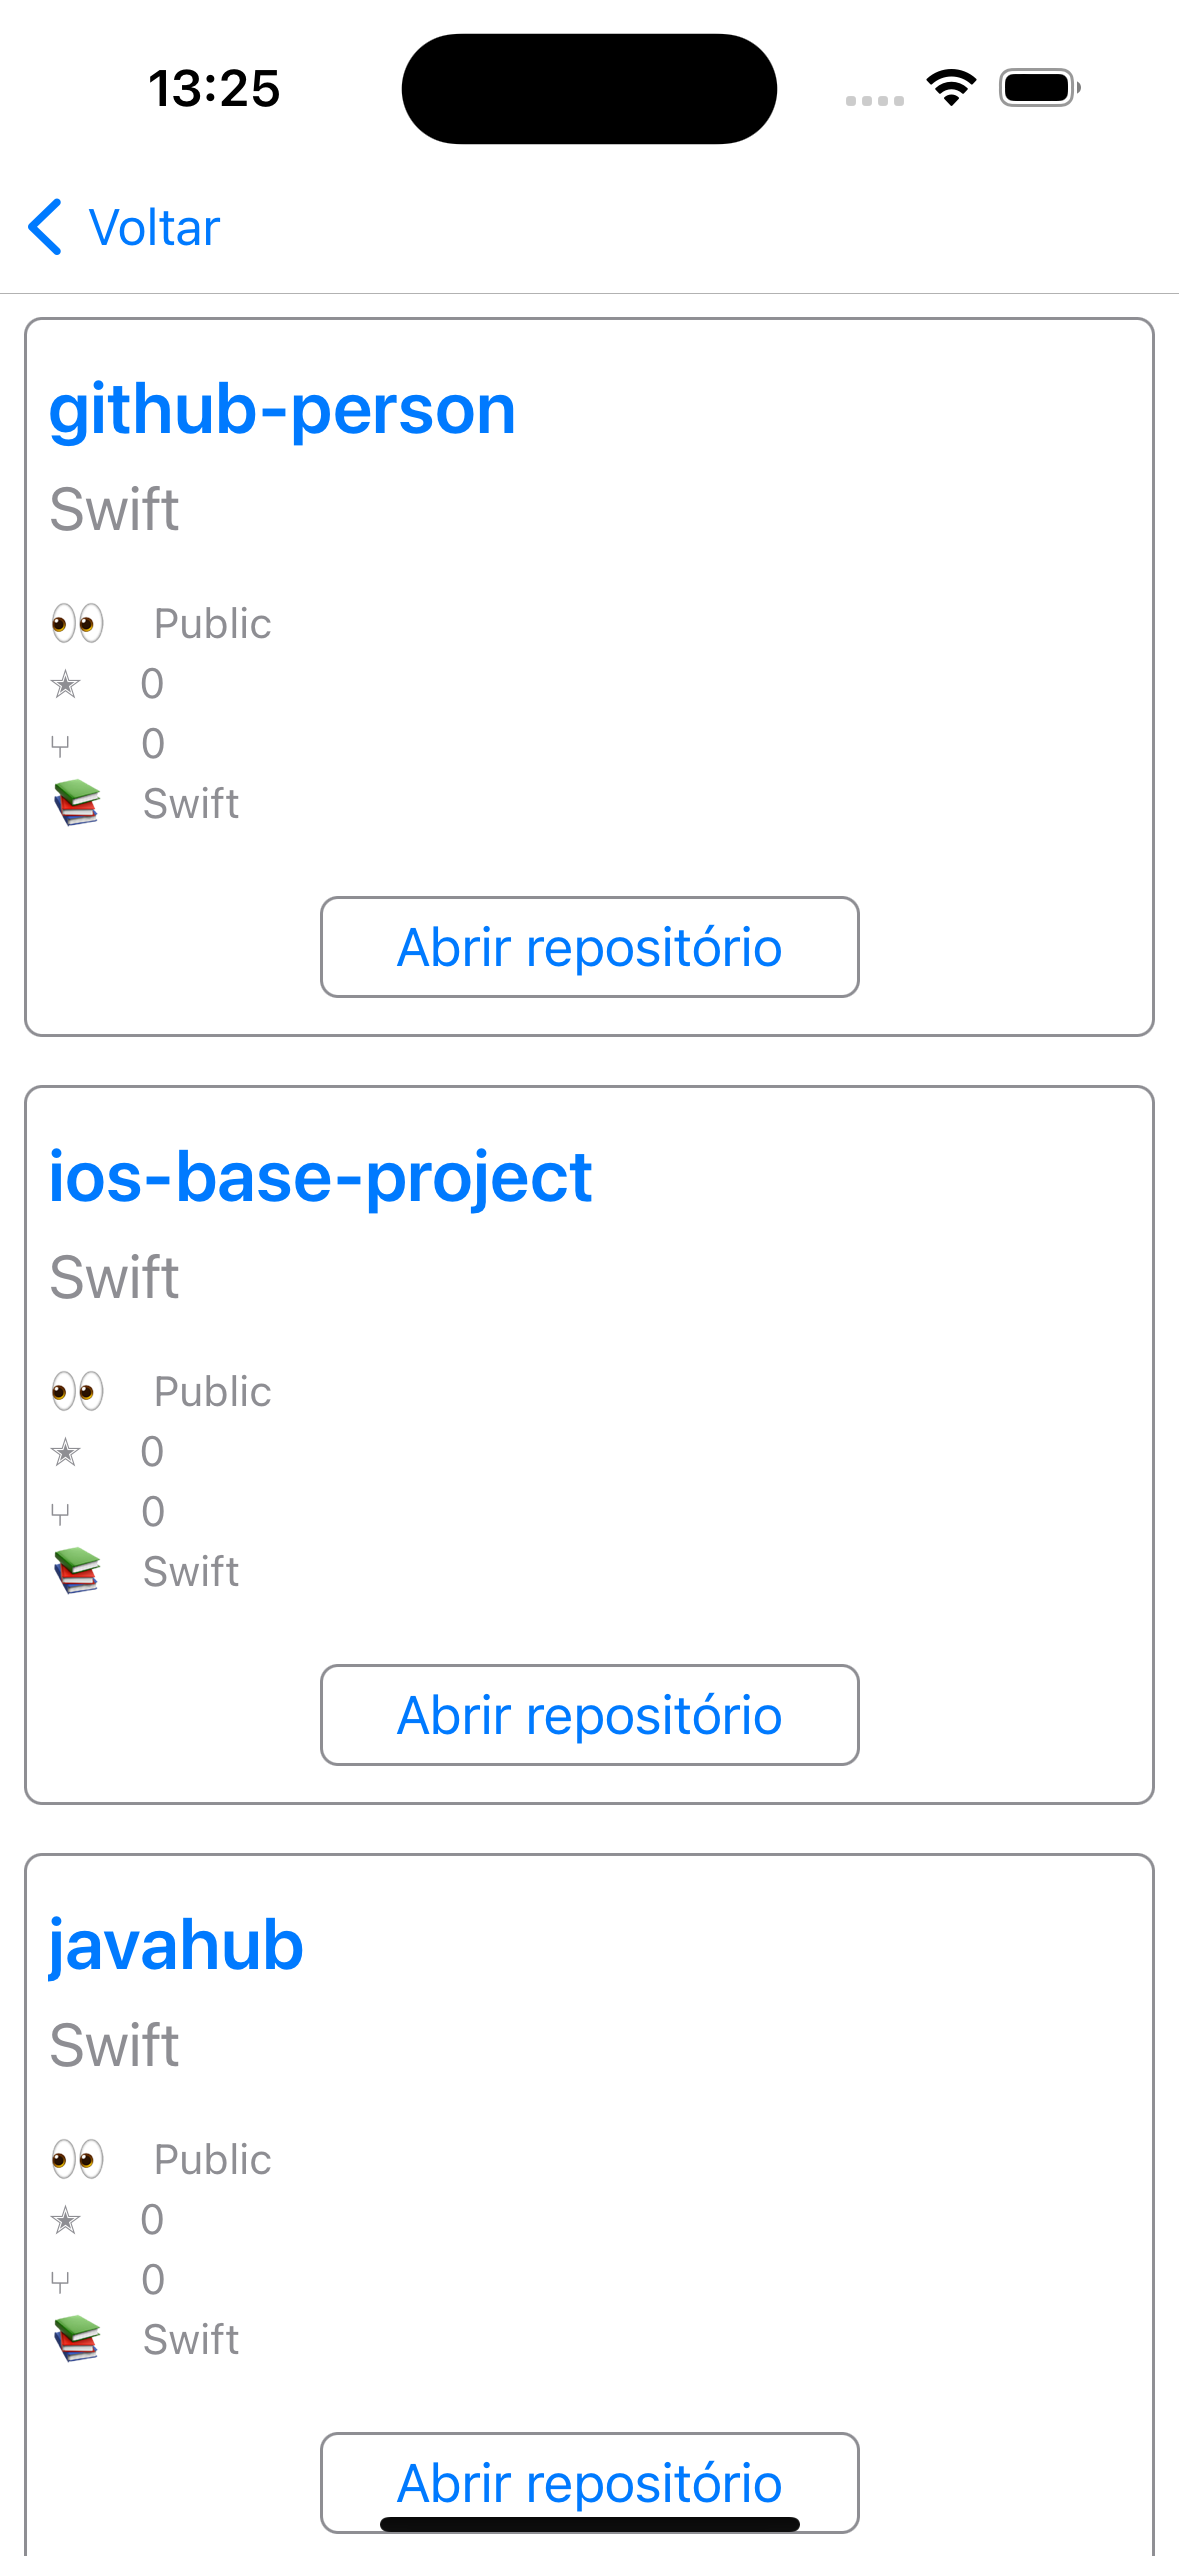 13:25
Voltar
github-person
Swift
👀 Public
✭ 0
⑂ 0
📚 Swift
Abrir repositório
ios-base-project
Swift
👀 Public
✭ 0
⑂ 0
📚 Swift
Abrir repositório
javahub
Swift
👀 Public
✭ 0
⑂ 0
📚 Swift
Abrir repositório